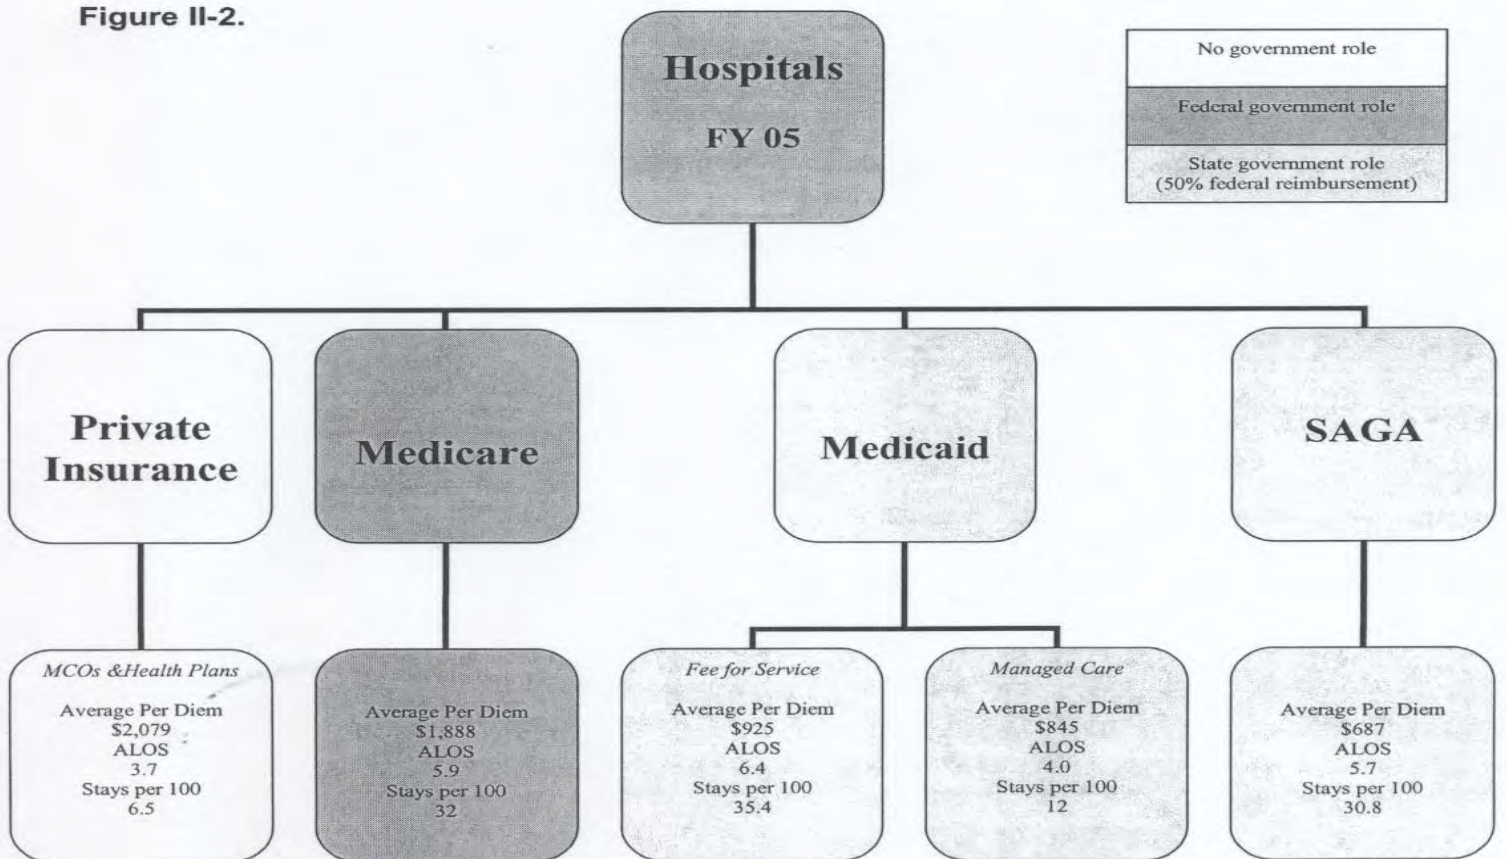 Figure II-2.
Hospitals
FY 05
No government role
Federal government role
State government role
(50% federal reimbursement)
Private
Insurance
Medicare
Medicaid
SAGA
MCOs &Health Plans
Average Per Diem
$2,079
ALOS
3.7
Stays per 100
6.5
Average Per Diem
$1,888
ALOS
5.9
Stays per 100
32
Fee for Service
Average Per Diem
$925
ALOS
6.4
Stays per 100
35.4
Managed Care
Average Per Diem
$845
ALOS
4.0
Stays per 100
12
Average Per Diem
$687
ALOS
5.7
Stays per 100
30.8